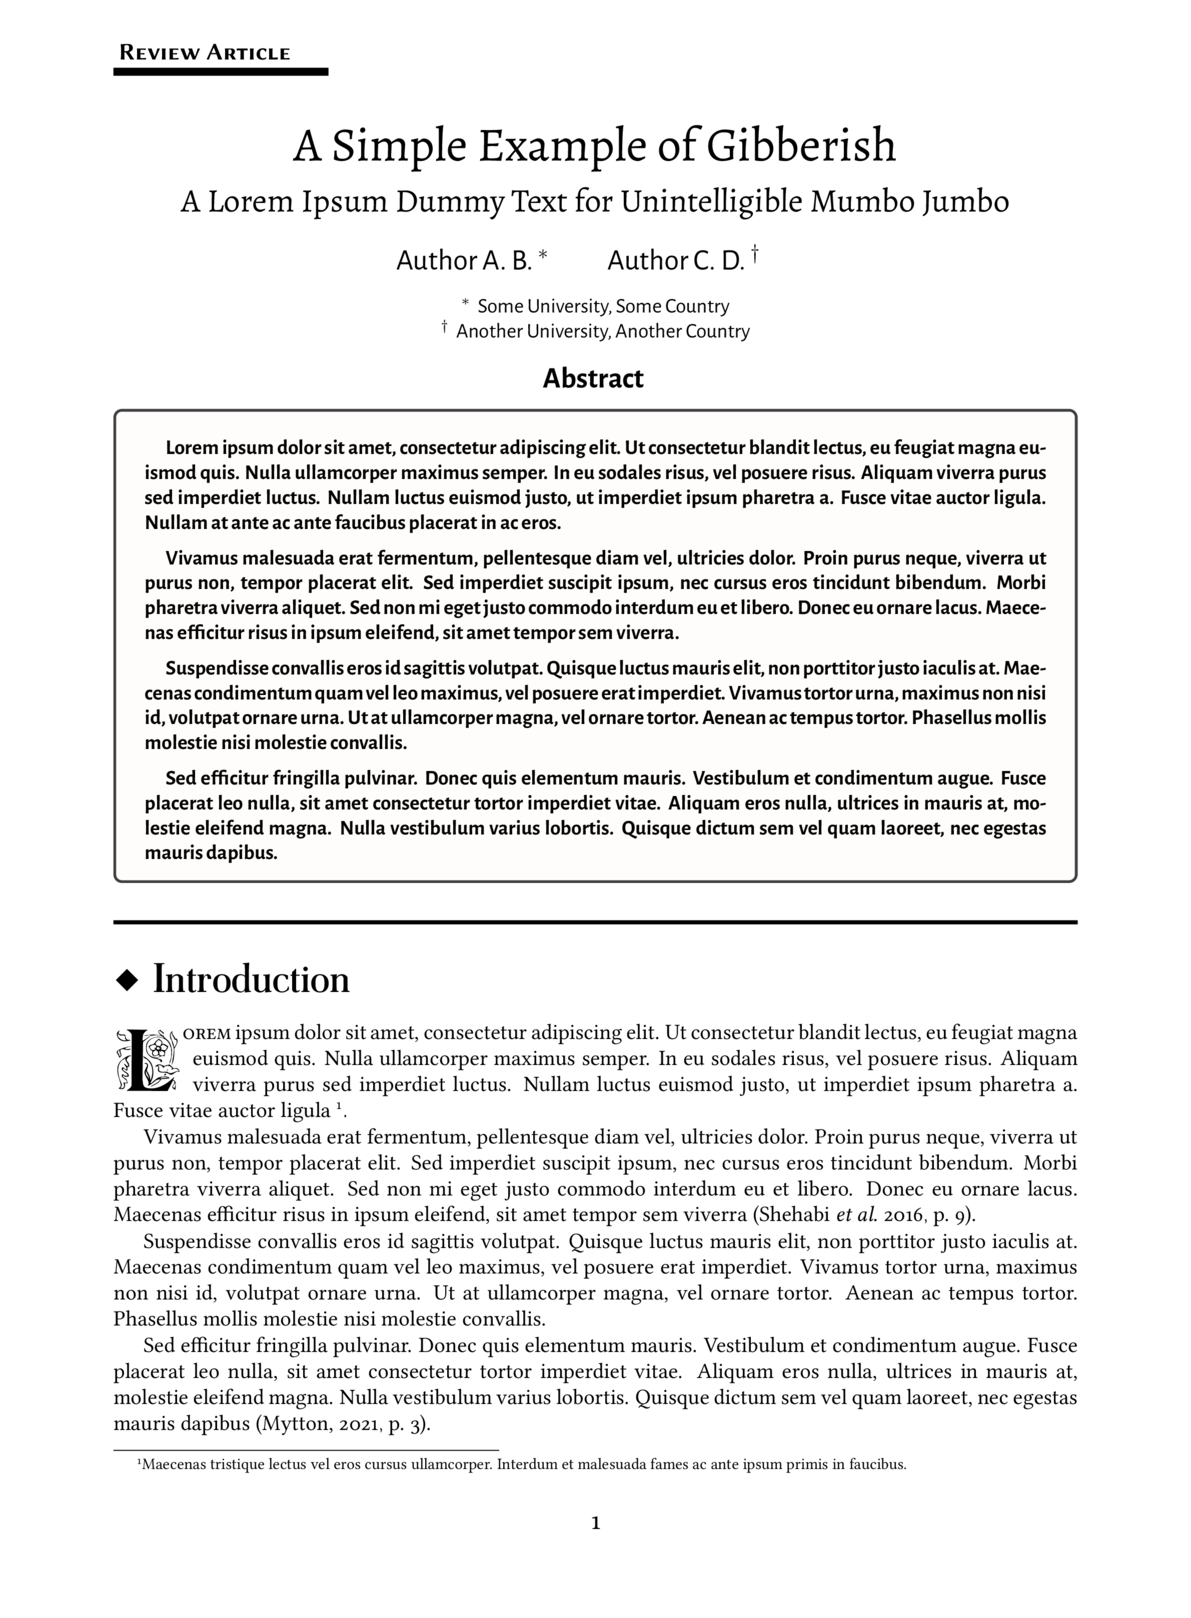 Review Article
A Simple Example of Gibberish
A Lorem Ipsum Dummy Text for Unintelligible Mumbo Jumbo
Author A. B. * Author C. D. †
* Some University, Some Country
† Another University, Another Country
Abstract
Lorem ipsum dolor sit amet, consectetur adipiscing elit. Ut consectetur blandit lectus, eu feugiat magna eu-
ismod quis. Nulla ullamcorper maximus semper. In eu sodales risus, vel posuere risus. Aliquam viverra purus
sed imperdiet luctus. Nullam luctus euismod justo, ut imperdiet ipsum pharetra a. Fusce vitae auctor ligula.
Nullam at ante ac ante faucibus placerat in ac eros.
Vivamus malesuada erat fermentum, pellentesque diam vel, ultricies dolor. Proin purus neque, viverra ut
purus non, tempor placerat elit. Sed imperdiet suscipit ipsum, nec cursus eros tincidunt bibendum. Morbi
pharetra viverra aliquet. Sed non mi eget justo commodo interdum eu et libero. Donec eu ornare lacus. Maece-
nas efficitur risus in ipsum eleifend, sit amet tempor sem viverra.
Suspendisse convallis eros id sagittis volutpat. Quisque luctus mauris elit, non porttitor justo iaculis at. Mae-
cenas condimentum quam vel leo maximus, vel posuere erat imperdiet. Vivamus tortor urna, maximus non nisi
id, volutpat ornare urna. Ut at ullamcorper magna, vel ornare tortor. Aenean ac tempus tortor. Phasellus mollis
molestie nisi molestie convallis.
Sed efficitur fringilla pulvinar. Donec quis elementum mauris. Vestibulum et condimentum augue. Fusce
placerat leo nulla, sit amet consectetur tortor imperdiet vitae. Aliquam eros nulla, ultrices in mauris at, mo-
lestie eleifend magna. Nulla vestibulum varius lobortis. Quisque dictum sem vel quam laoreet, nec egestas
mauris dapibus.
◆ Introduction
LOREM ipsum dolor sit amet, consectetur adipiscing elit. Ut consectetur blandit lectus, eu feugiat magna
euismod quis. Nulla ullamcorper maximus semper. In eu sodales risus, vel posuere risus. Aliquam
viverra purus sed imperdiet luctus. Nullam luctus euismod justo, ut imperdiet ipsum pharetra a.
Fusce vitae auctor ligula ¹.
Vivamus malesuada erat fermentum, pellentesque diam vel, ultricies dolor. Proin purus neque, viverra ut
purus non, tempor placerat elit. Sed imperdiet suscipit ipsum, nec cursus eros tincidunt bibendum. Morbi
pharetra viverra aliquet. Sed non mi eget justo commodo interdum eu et libero. Donec eu ornare lacus.
Maecenas efficitur risus in ipsum eleifend, sit amet tempor sem viverra (Shehabi et al. 2016, p. 9).
Suspendisse convallis eros id sagittis volutpat. Quisque luctus mauris elit, non porttitor justo iaculis at.
Maecenas condimentum quam vel leo maximus, vel posuere erat imperdiet. Vivamus tortor urna, maximus
non nisi id, volutpat ornare urna. Ut at ullamcorper magna, vel ornare tortor. Aenean ac tempus tortor.
Phasellus mollis molestie nisi molestie convallis.
Sed efficitur fringilla pulvinar. Donec quis elementum mauris. Vestibulum et condimentum augue. Fusce
placerat leo nulla, sit amet consectetur tortor imperdiet vitae. Aliquam eros nulla, ultrices in mauris at,
molestie eleifend magna. Nulla vestibulum varius lobortis. Quisque dictum sem vel quam laoreet, nec egestas
mauris dapibus (Mytton, 2021, p. 3).
¹Maecenas tristique lectus vel eros cursus ullamcorper. Interdum et malesuada fames ac ante ipsum primis in faucibus.
1